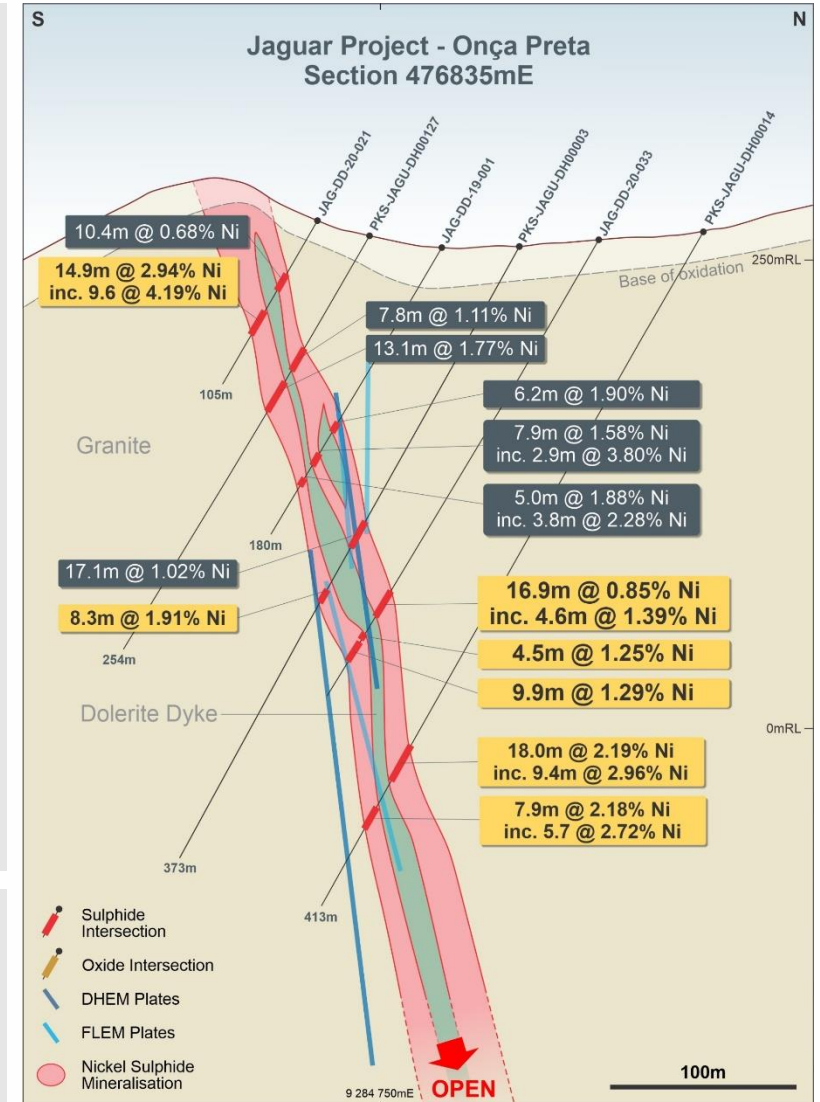 S
N
Jaguar Project - Onça Preta
Section 476835mE
JAG-DD-20-021
PKS-JAGU-DH00127
JAG-DD-19-001
PKS-JAGU-DH00003
JAG-DD-20-033
PKS-JAGU-DH00014
10.4m @ 0.68% Ni
14.9m @ 2.94% Ni
inc. 9.6 @ 4.19% Ni
250mRL
Base of oxidation
7.8m @ 1.11% Ni
13.1m @ 1.77% Ni
105m
6.2m @ 1.90% Ni
7.9m @ 1.58% Ni
inc. 2.9m @ 3.80% Ni
Granite
5.0m @ 1.88% Ni
inc. 3.8m @ 2.28% Ni
180m
17.1m @ 1.02% Ni
8.3m @ 1.91% Ni
254m
16.9m @ 0.85% Ni
inc. 4.6m @ 1.39% Ni
4.5m @ 1.25% Ni
9.9m @ 1.29% Ni
Dolerite Dyke
0mRL
18.0m @ 2.19% Ni
inc. 9.4m @ 2.96% Ni
7.9m @ 2.18% Ni
inc. 5.7 @ 2.72% Ni
373m
413m
Sulphide
Intersection
Oxide Intersection
DHEM Plates
FLEM Plates
Nickel Sulphide
Mineralisation
9 284 750mE
OPEN
100m